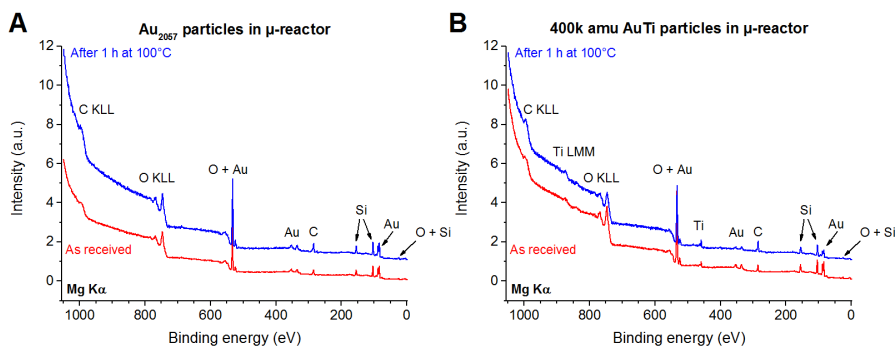 A
Au₂₀₅₇ particles in µ-reactor
After 1 h at 100°C
C KLL
O KLL
O + Au
Au
C
Si
Au
O + Si
As received
Mg Kα
Intensity (a.u.)
12
10
8
6
4
2
0
1000
800
600
400
200
0
Binding energy (eV)
B
400k amu AuTi particles in µ-reactor
After 1 h at 100°C
C KLL
Ti LMM
O KLL
O + Au
Ti
Au
C
Si
Au
O + Si
As received
Mg Kα
Intensity (a.u.)
12
10
8
6
4
2
0
1000
800
600
400
200
0
Binding energy (eV)